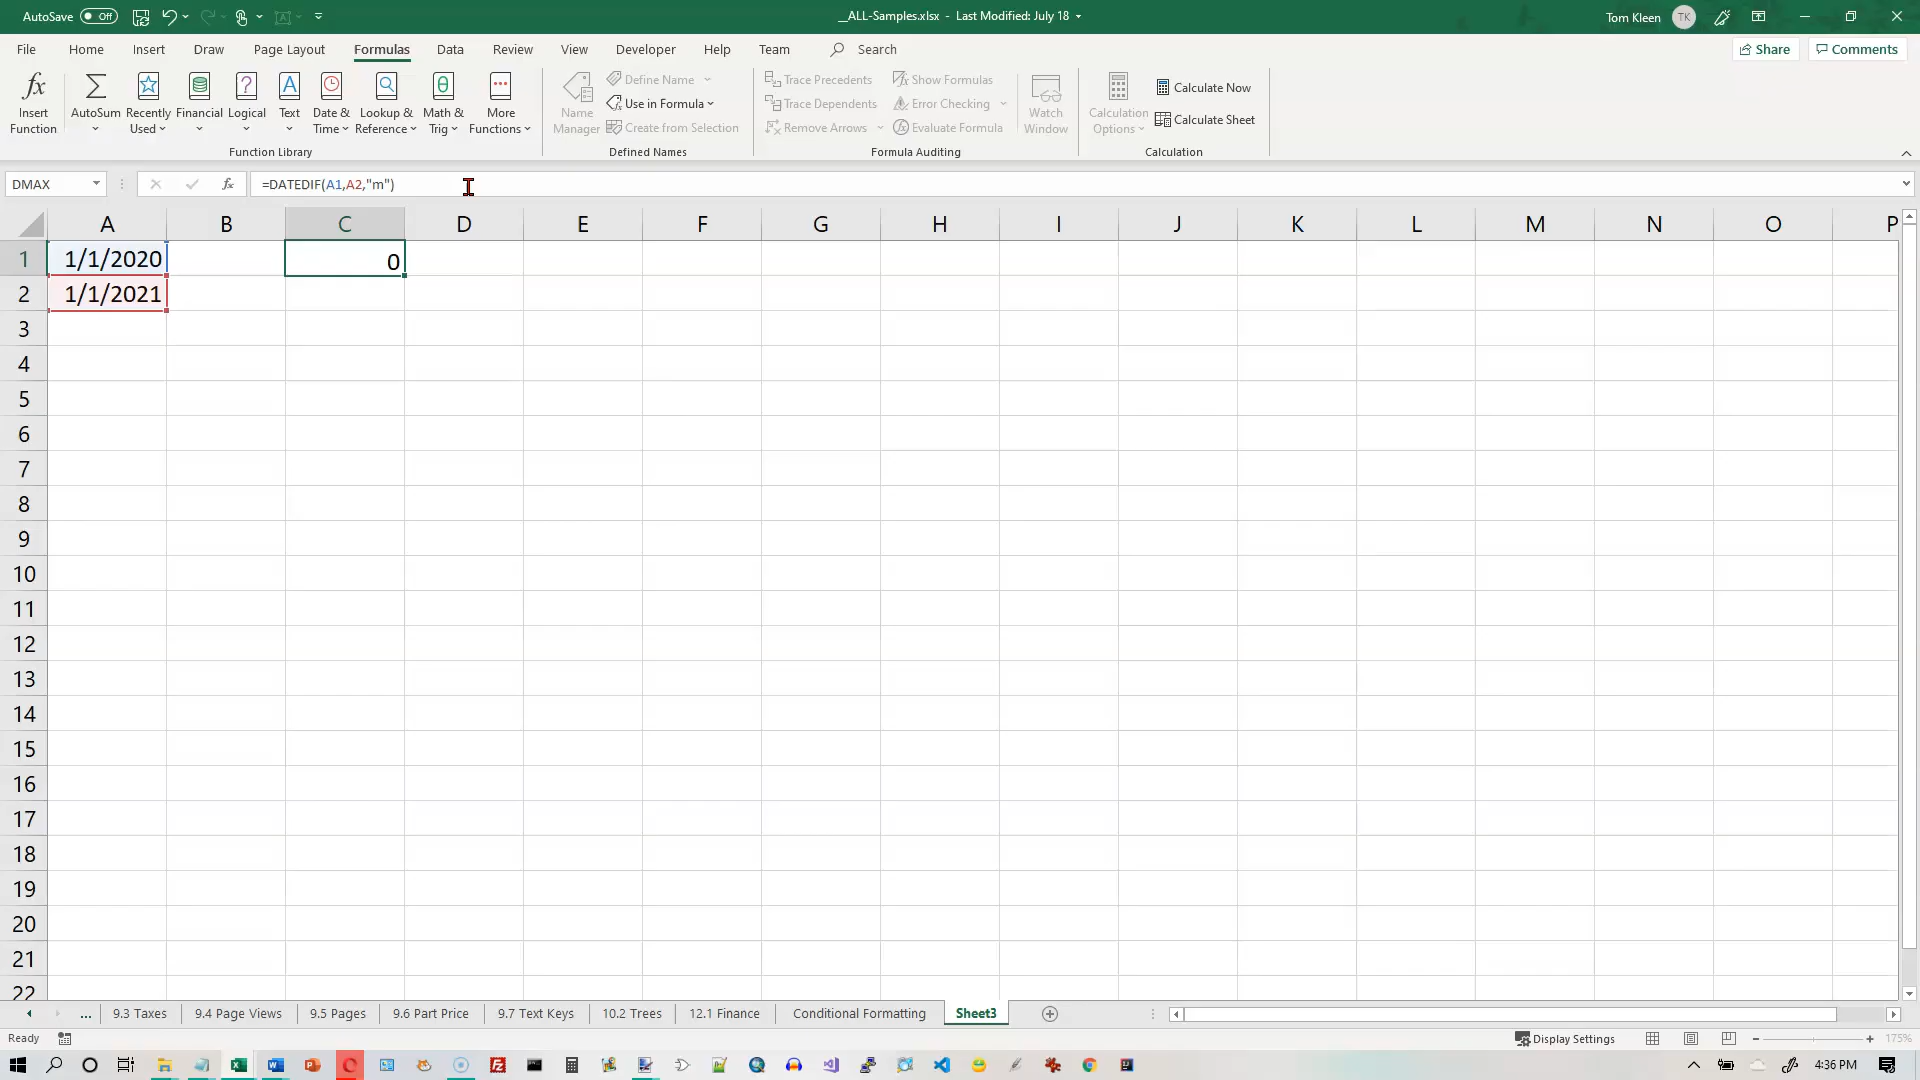 AutoSave Off
__ALL-Samples.xlsx - Last Modified: July 18
Tom Kleen TK
File Home Insert Draw Page Layout Formulas Data Review View Developer Help Team Search Share Comments
Insert Function
AutoSum
Recently Used
Financial
Logical
Text
Date & Time
Lookup & Reference
Math & Trig
More Functions
Function Library
Name Manager
Define Name
Use in Formula
Create from Selection
Defined Names
Trace Precedents
Trace Dependents
Remove Arrows
Show Formulas
Error Checking
Evaluate Formula
Formula Auditing
Watch Window
Calculation Options
Calculate Now
Calculate Sheet
Calculation
DMAX fx =DATEDIF(A1,A2,"m")
A B C D E F G H I J K L M N O P
1 1/1/2020 0
2 1/1/2021
3
4
5
6
7
8
9
10
11
12
13
14
15
16
17
18
19
20
21
22
... 9.3 Taxes 9.4 Page Views 9.5 Pages 9.6 Part Price 9.7 Text Keys 10.2 Trees 12.1 Finance Conditional Formatting Sheet3
Ready Display Settings 175%
4:36 PM